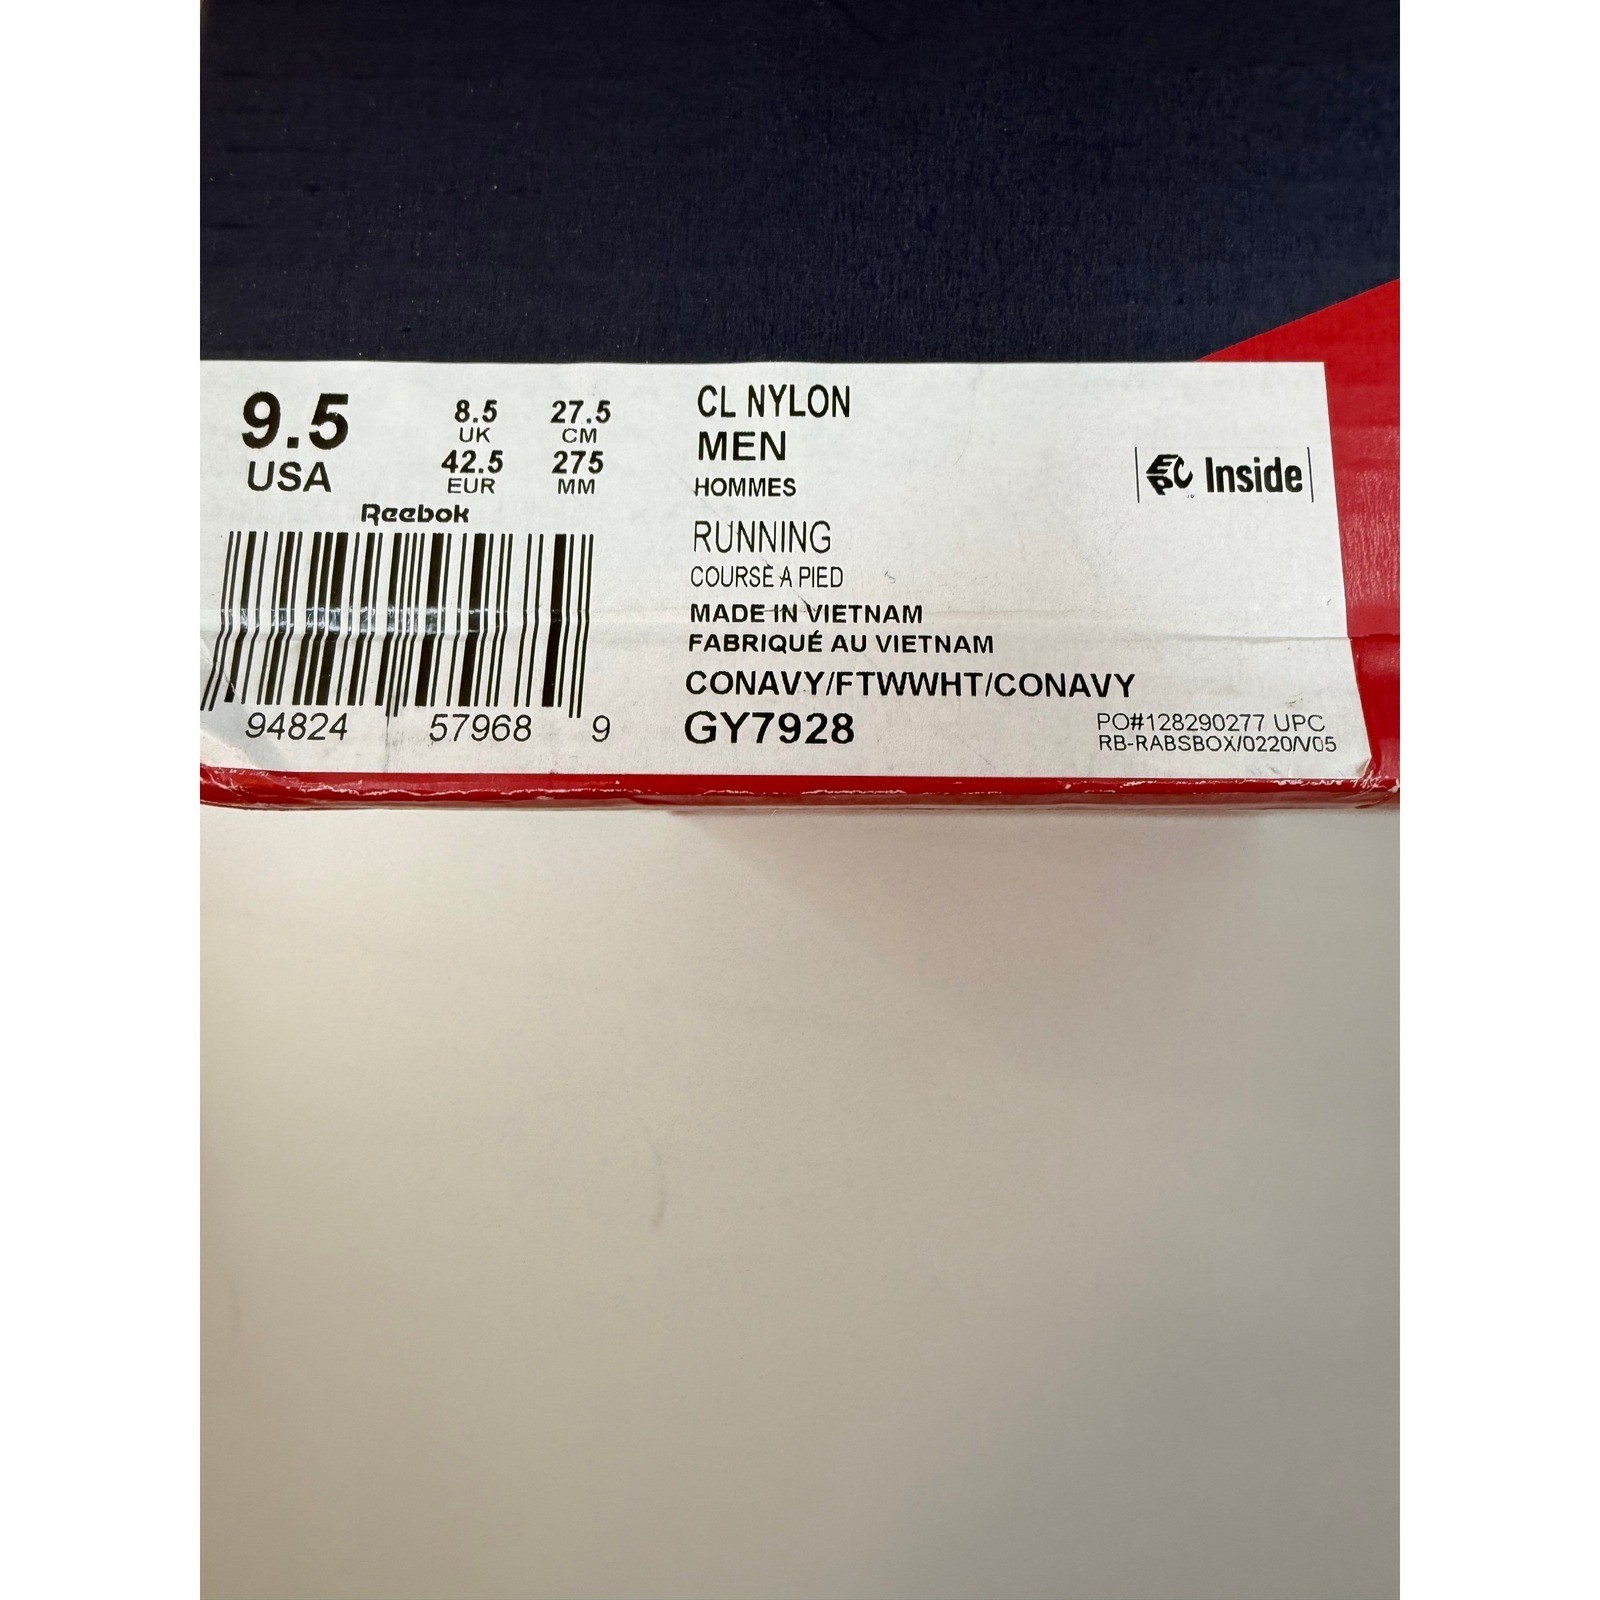 9.5
USA
8.5
UK
42.5
EUR
27.5
CM
275
MM
Reebok
94824 57968 9
CL NYLON
MEN
HOMMES
RUNNING
COURSE A PIED
MADE IN VIETNAM
FABRIQUÉ AU VIETNAM
CONAVY/FTWWHT/CONAVY
GY7928
EPC Inside
PO#128290277 UPC
RB-RABSBOX/0220/V05